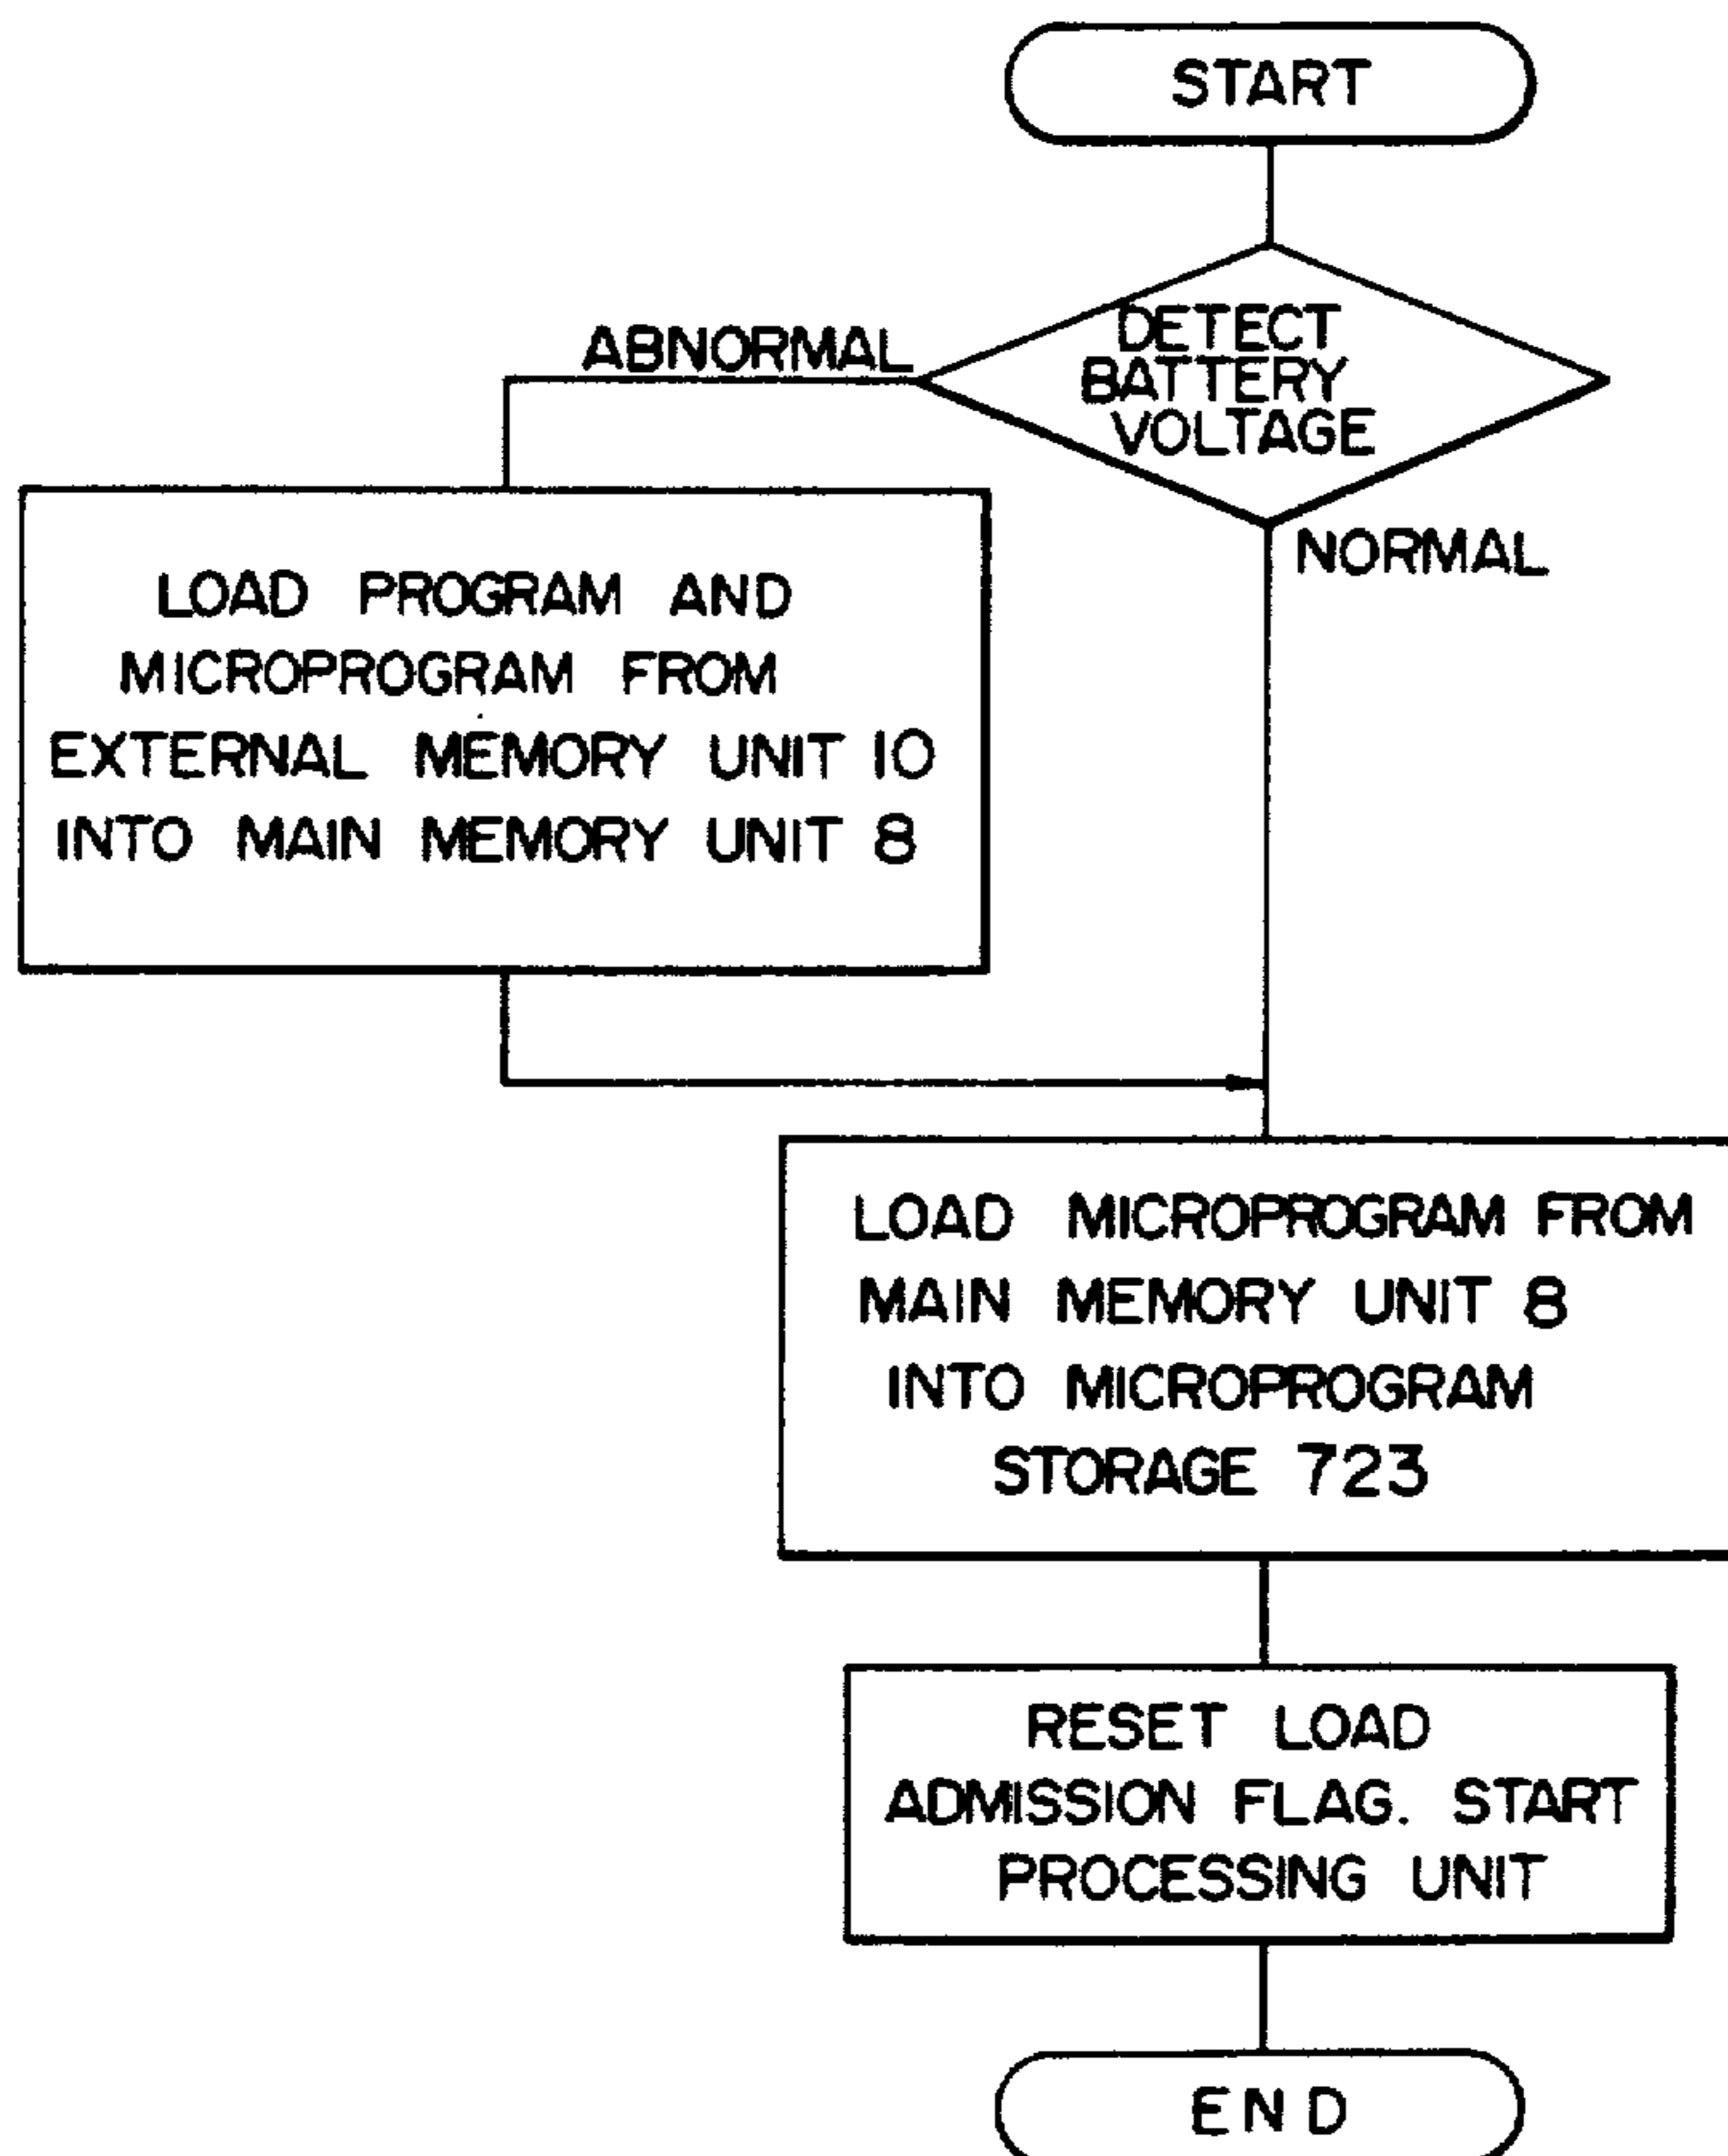 START
DETECT
BATTERY
VOLTAGE
ABNORMAL
NORMAL
LOAD PROGRAM AND
MICROPROGRAM FROM
EXTERNAL MEMORY UNIT 10
INTO MAIN MEMORY UNIT 8
LOAD MICROPROGRAM FROM
MAIN MEMORY UNIT 8
INTO MICROPROGRAM
STORAGE 723
RESET LOAD
ADMISSION FLAG. START
PROCESSING UNIT
END